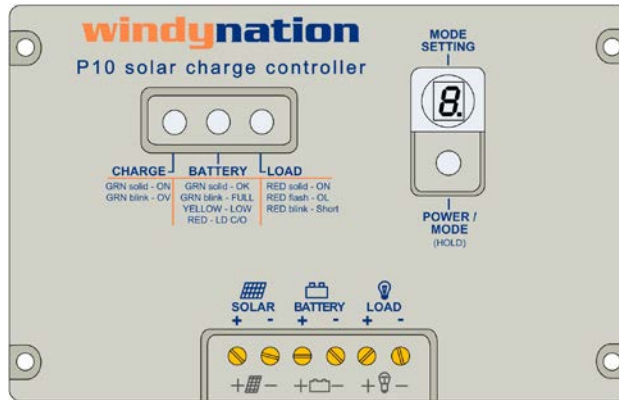 windynation
P10 solar charge controller
MODE
SETTING
8.
CHARGE BATTERY LOAD
GRN solid - ON GRN solid - OK RED solid - ON
GRN blink - OV GRN blink - FULL RED flash - OL
YELLOW - LOW RED blink - Short
RED - LD C/O
POWER /
MODE
(HOLD)
SOLAR BATTERY LOAD
+ - + - + -
+ - + - + -